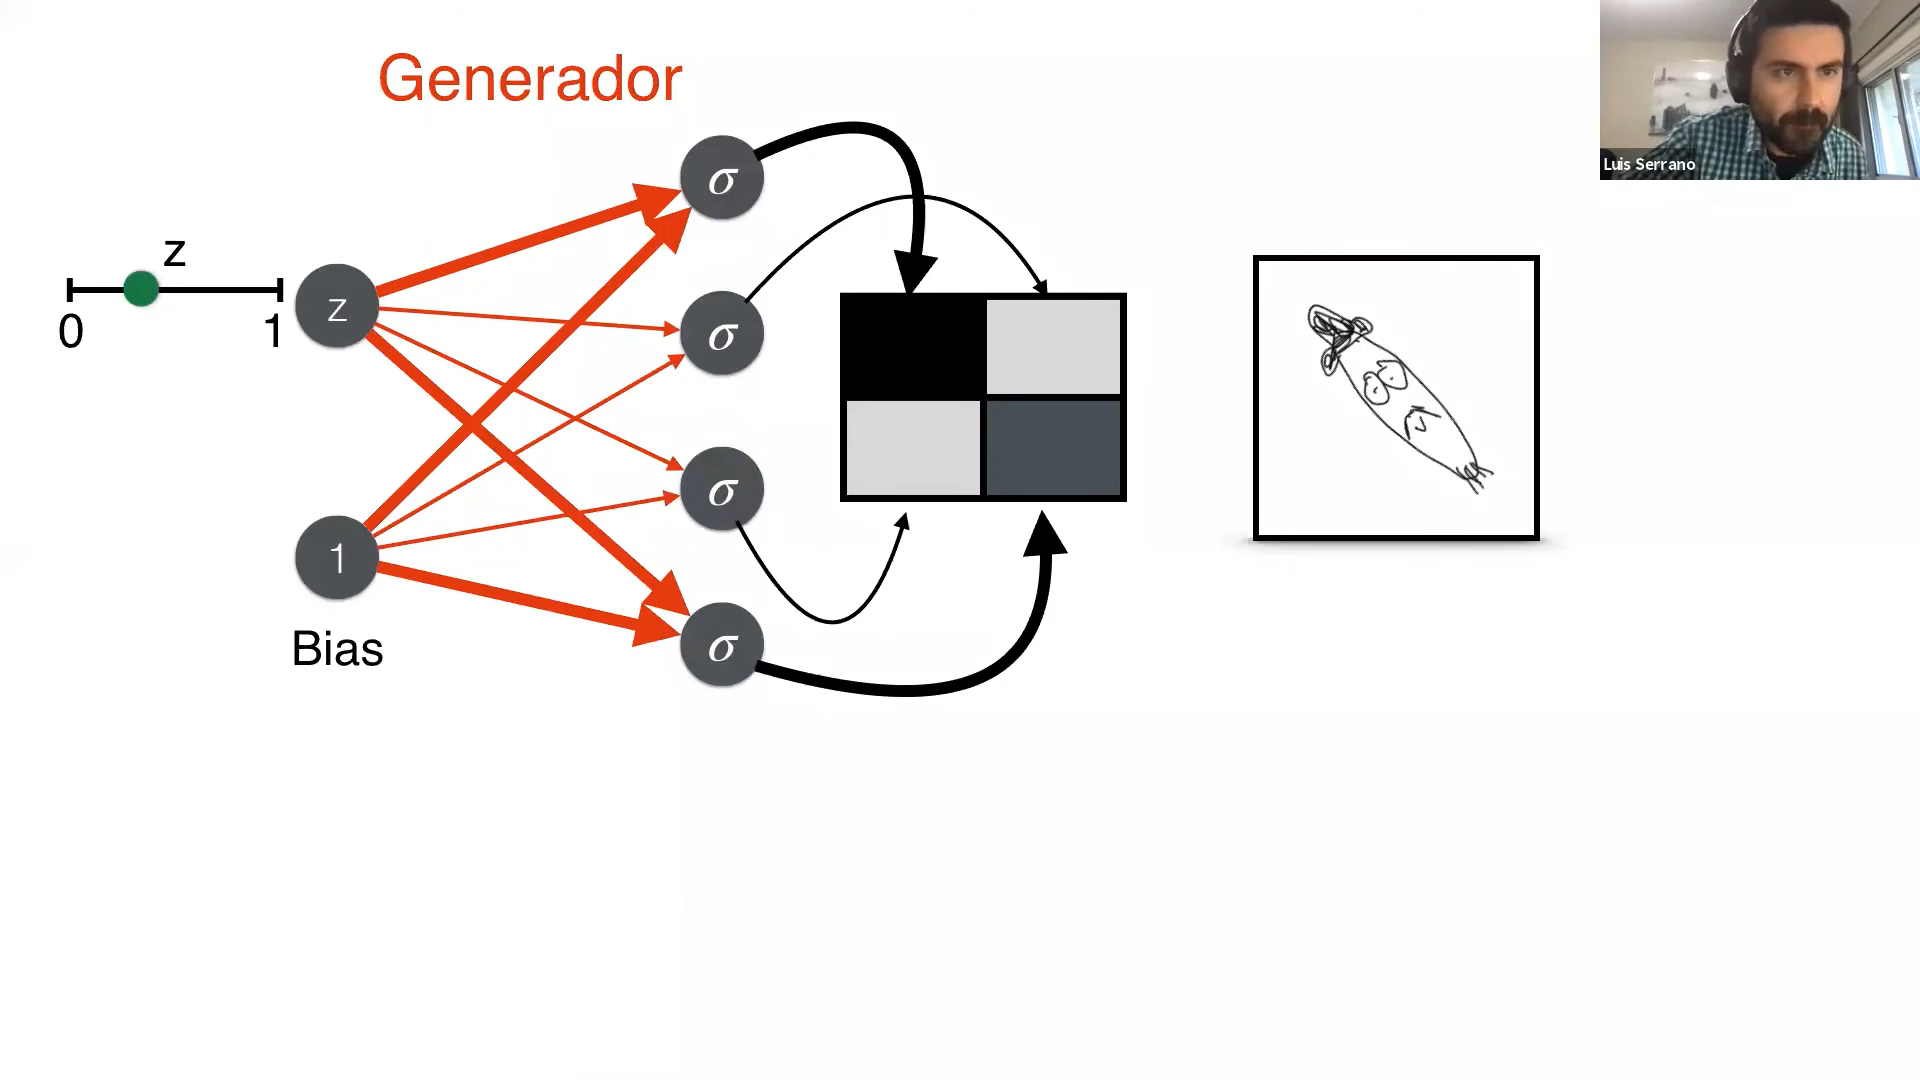 Generador
Luis Serrano
σ
z
z
0
1
σ
σ
1
Bias
σ